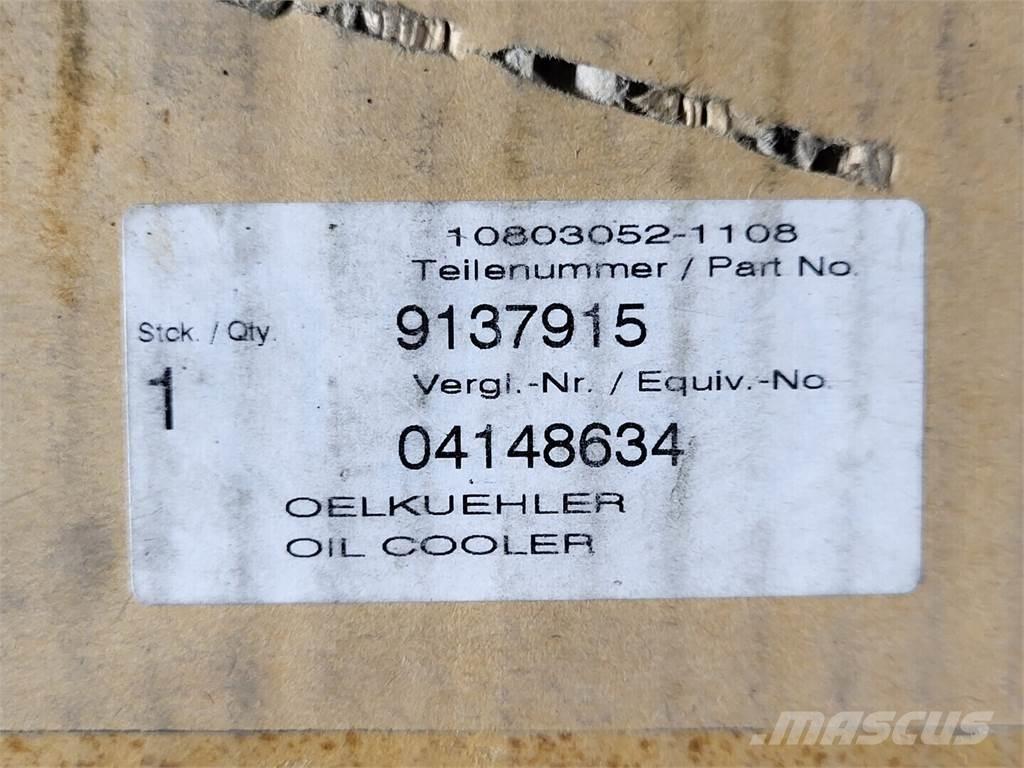 10803052-1108
Teilenummer / Part No.
Stck. / Qty.
9137915
1
Vergl.-Nr. / Equiv.-No.
04148634
OELKUEHLER
OIL COOLER
MASCUS